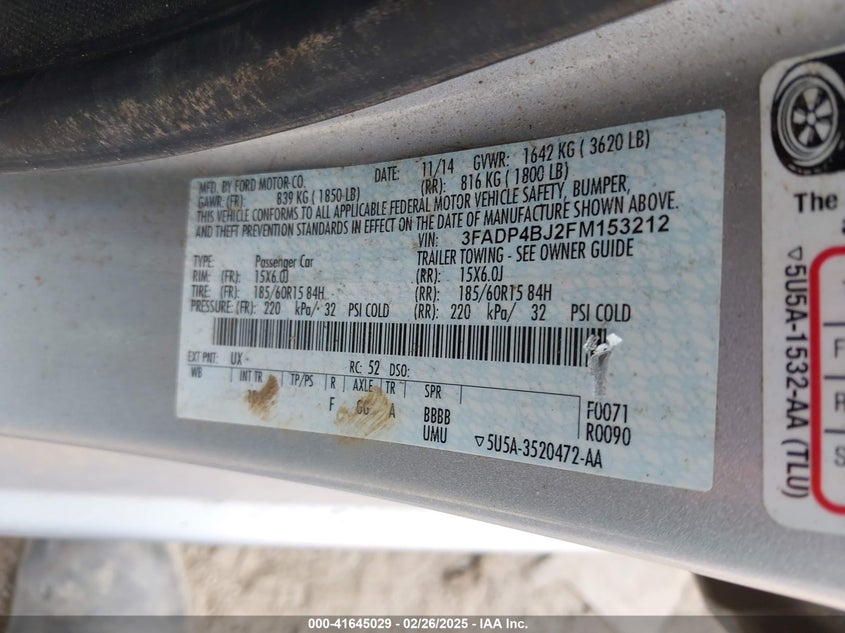 MFD. BY FORD MOTOR CO. DATE: 11/14 GVWR: 1642 KG ( 3620 LB)
GAWR: (FR): 839 KG ( 1850 LB) (RR): 816 KG ( 1800 LB)
THIS VEHICLE CONFORMS TO ALL APPLICABLE FEDERAL MOTOR VEHICLE SAFETY, BUMPER,
AND THEFT PREVENTION STANDARDS IN EFFECT ON THE DATE OF MANUFACTURE SHOWN ABOVE.
VIN: 3FADP4BJ2FM153212
TYPE: Passenger Car TRAILER TOWING - SEE OWNER GUIDE
RIM: (FR): 15X6.0J (RR): 15X6.0J
TIRE: (FR): 185/60R15 84H (RR): 185/60R15 84H
PRESSURE: (FR): 220 kPa/ 32 PSI COLD (RR): 220 kPa/ 32 PSI COLD
EXT PNT: UX RC: 52 DSO:
WB INT TR TP/PS R AXLE TR SPR
F GG A BBBB F0071
UMU R0090
▽5U5A-3520472-AA
The
▽5U5A-1532-AA (TLU)
F
R
S
000-41645029 - 02/26/2025 - IAA Inc.